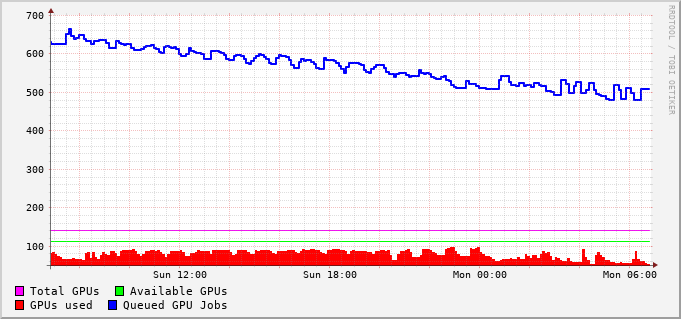 700
600
500
400
300
200
100
Sun 12:00 Sun 18:00 Mon 00:00 Mon 06:00
Total GPUs Available GPUs
GPUs used Queued GPU Jobs
RRDTOOL / TOBI OETIKER